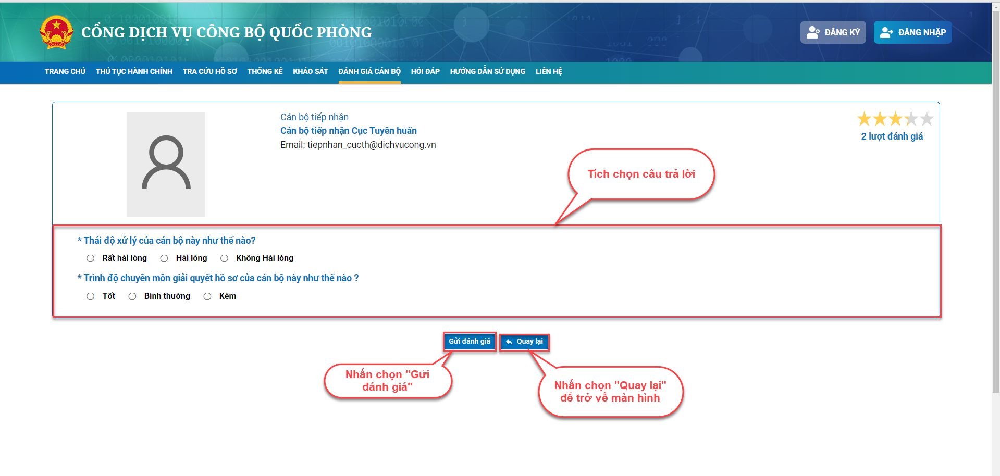 CỔNG DỊCH VỤ CÔNG BỘ QUỐC PHÒNG
ĐĂNG KÝ
ĐĂNG NHẬP
TRANG CHỦ THỦ TỤC HÀNH CHÍNH TRA CỨU HỒ SƠ THỐNG KÊ KHẢO SÁT ĐÁNH GIÁ CÁN BỘ HỎI ĐÁP HƯỚNG DẪN SỬ DỤNG LIÊN HỆ
Cán bộ tiếp nhận
Cán bộ tiếp nhận Cục Tuyên huấn
Email: tiepnhan_cucth@dichvucong.vn
2 lượt đánh giá
Tích chọn câu trả lời
* Thái độ xử lý của cán bộ này như thế nào?
Rất hài lòng Hài lòng Không Hài lòng
* Trình độ chuyên môn giải quyết hồ sơ của cán bộ này như thế nào ?
Tốt Bình thường Kém
Gửi đánh giá Quay lại
Nhấn chọn "Gửi
đánh giá"
Nhấn chọn "Quay lại"
để trở về màn hình